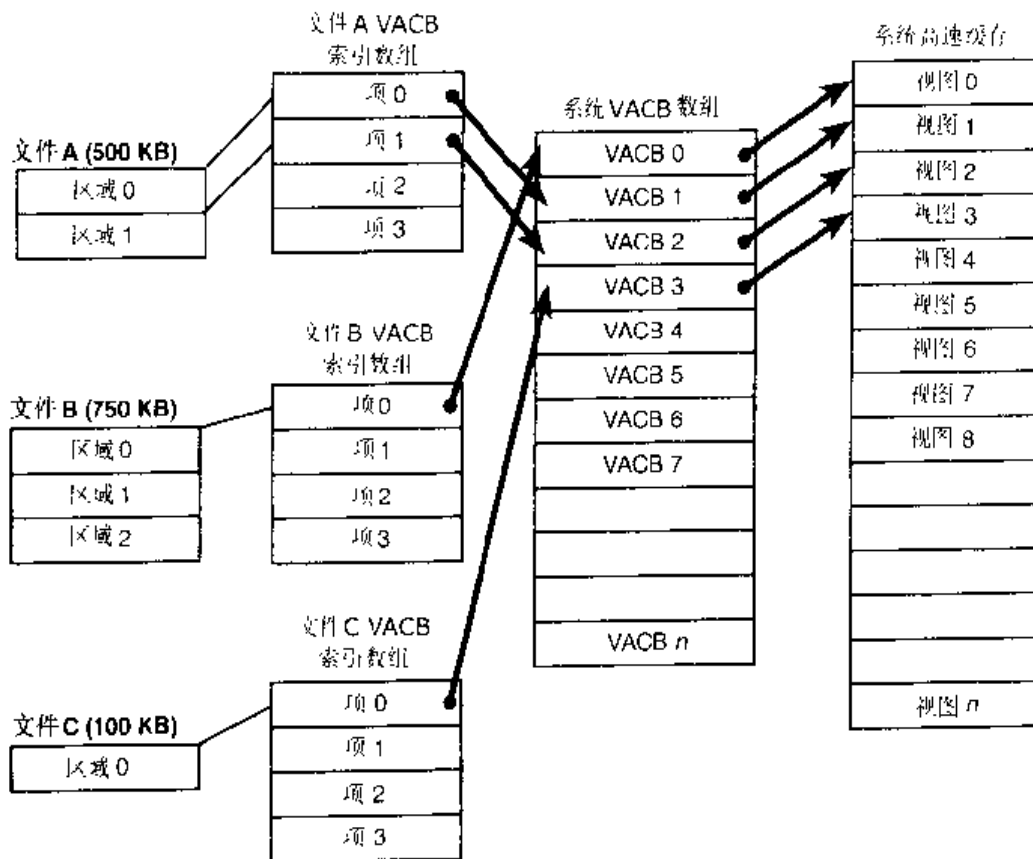 文件 A VACB
索引数组
项 0
项 1
项 2
项 3
文件 A (500 KB)
区域 0
区域 1
文件 B VACB
索引数组
项 0
项 1
项 2
项 3
文件 B (750 KB)
区域 0
区域 1
区域 2
文件 C VACB
索引数组
项 0
项 1
项 2
项 3
文件 C (100 KB)
区域 0
系统 VACB 数组
VACB 0
VACB 1
VACB 2
VACB 3
VACB 4
VACB 5
VACB 6
VACB 7
VACB n
系统高速缓存
视图 0
视图 1
视图 2
视图 3
视图 4
视图 5
视图 6
视图 7
视图 8
视图 n